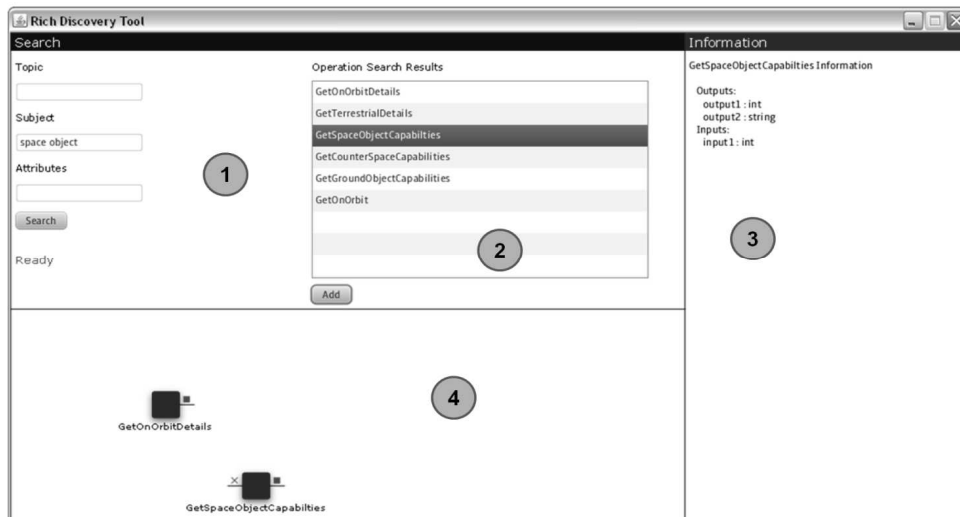 Rich Discovery Tool
Search
Information
Topic
Subject
space object
Attributes
Search
Ready
1
Operation Search Results
GetOnOrbitDetails
GetTerrestrialDetails
GetSpaceObjectCapabilties
GetCounterSpaceCapabilities
GetGroundObjectCapabilities
GetOnOrbit
2
Add
GetSpaceObjectCapabilties Information
Outputs:
output1 : int
output2 : string
Inputs:
input1 : int
3
4
GetOnOrbitDetails
GetSpaceObjectCapabilties